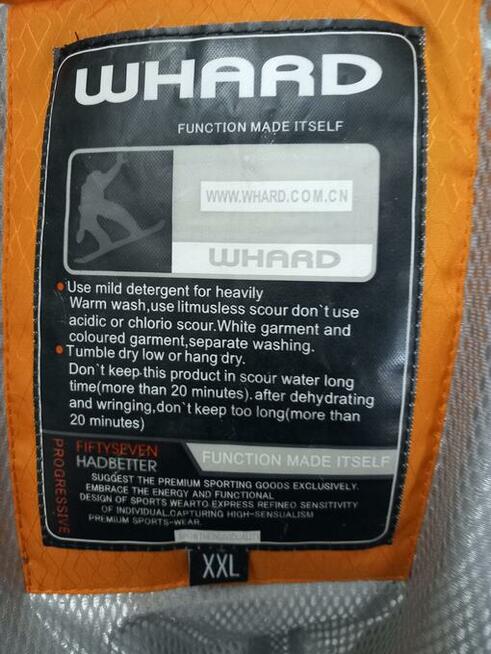 WHARD
FUNCTION MADE ITSELF
WWW.WHARD.COM.CN
WHARD
• Use mild detergent for heavily
Warm wash,use litmusless scour don`t use
acidic or chlorio scour.White garment and
coloured garment,separate washing.
• Tumble dry low or hang dry.
Don`t keep this product in scour water long
time(more than 20 minutes).after dehydrating
and wringing,don`t keep too long(more than
20 minutes)
PROGRESSIVE
FIFTYSEVEN
HADBETTER
FUNCTION MADE ITSELF
SUGGEST THE PREMIUM SPORTING GOODS EXCLUSIVELY.
EMBRACE THE ENERGY AND FUNCTIONAL
DESIGN OF SPORTS WEARTO EXPRESS REFINEO SENSITIVITY
OF INDIVIDUAL.CAPTURING HIGH-SENSUALISM
PREMIUM SPORTS-WEAR.
XXL